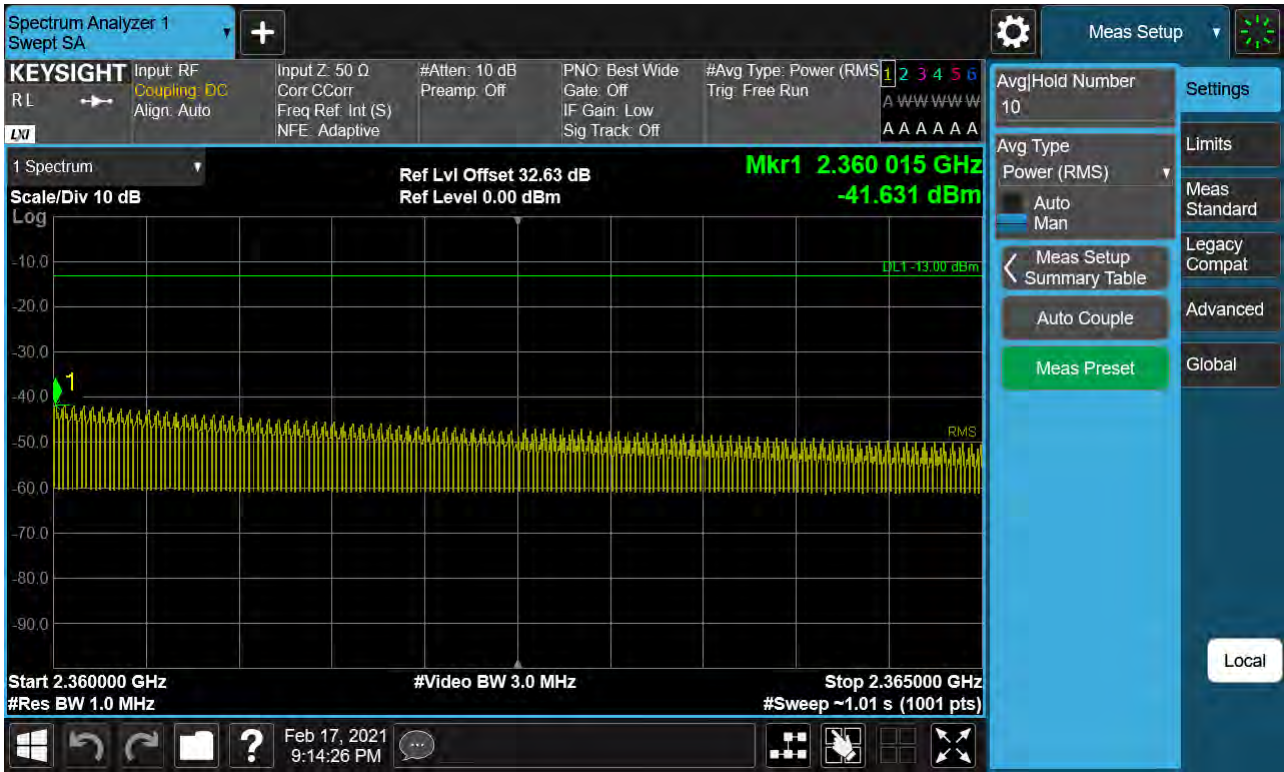 Spectrum Analyzer 1
Swept SA
Meas Setup
KEYSIGHT
RL
LXI
Input: RF
Coupling: DC
Align: Auto
Input Z: 50 Ω
Corr CCorr
Freq Ref: Int (S)
NFE: Adaptive
#Atten: 10 dB
Preamp: Off
PNO: Best Wide
Gate: Off
IF Gain: Low
Sig Track: Off
#Avg Type: Power (RMS
Trig: Free Run
1 2 3 4 5 6
A W W W W W
A A A A A A
1 Spectrum
Scale/Div 10 dB
Log
Ref Lvl Offset 32.63 dB
Ref Level 0.00 dBm
Mkr1 2.360 015 GHz
-41.631 dBm
DL1 -13.00 dBm
-10.0
-20.0
-30.0
1
-40.0
RMS
-50.0
-60.0
-70.0
-80.0
-90.0
Start 2.360000 GHz
#Res BW 1.0 MHz
#Video BW 3.0 MHz
Stop 2.365000 GHz
#Sweep ~1.01 s (1001 pts)
Avg|Hold Number
10
Avg Type
Power (RMS)
Auto
Man
Meas Setup
Summary Table
Auto Couple
Meas Preset
Settings
Limits
Meas
Standard
Legacy
Compat
Advanced
Global
Local
?
Feb 17, 2021
9:14:26 PM